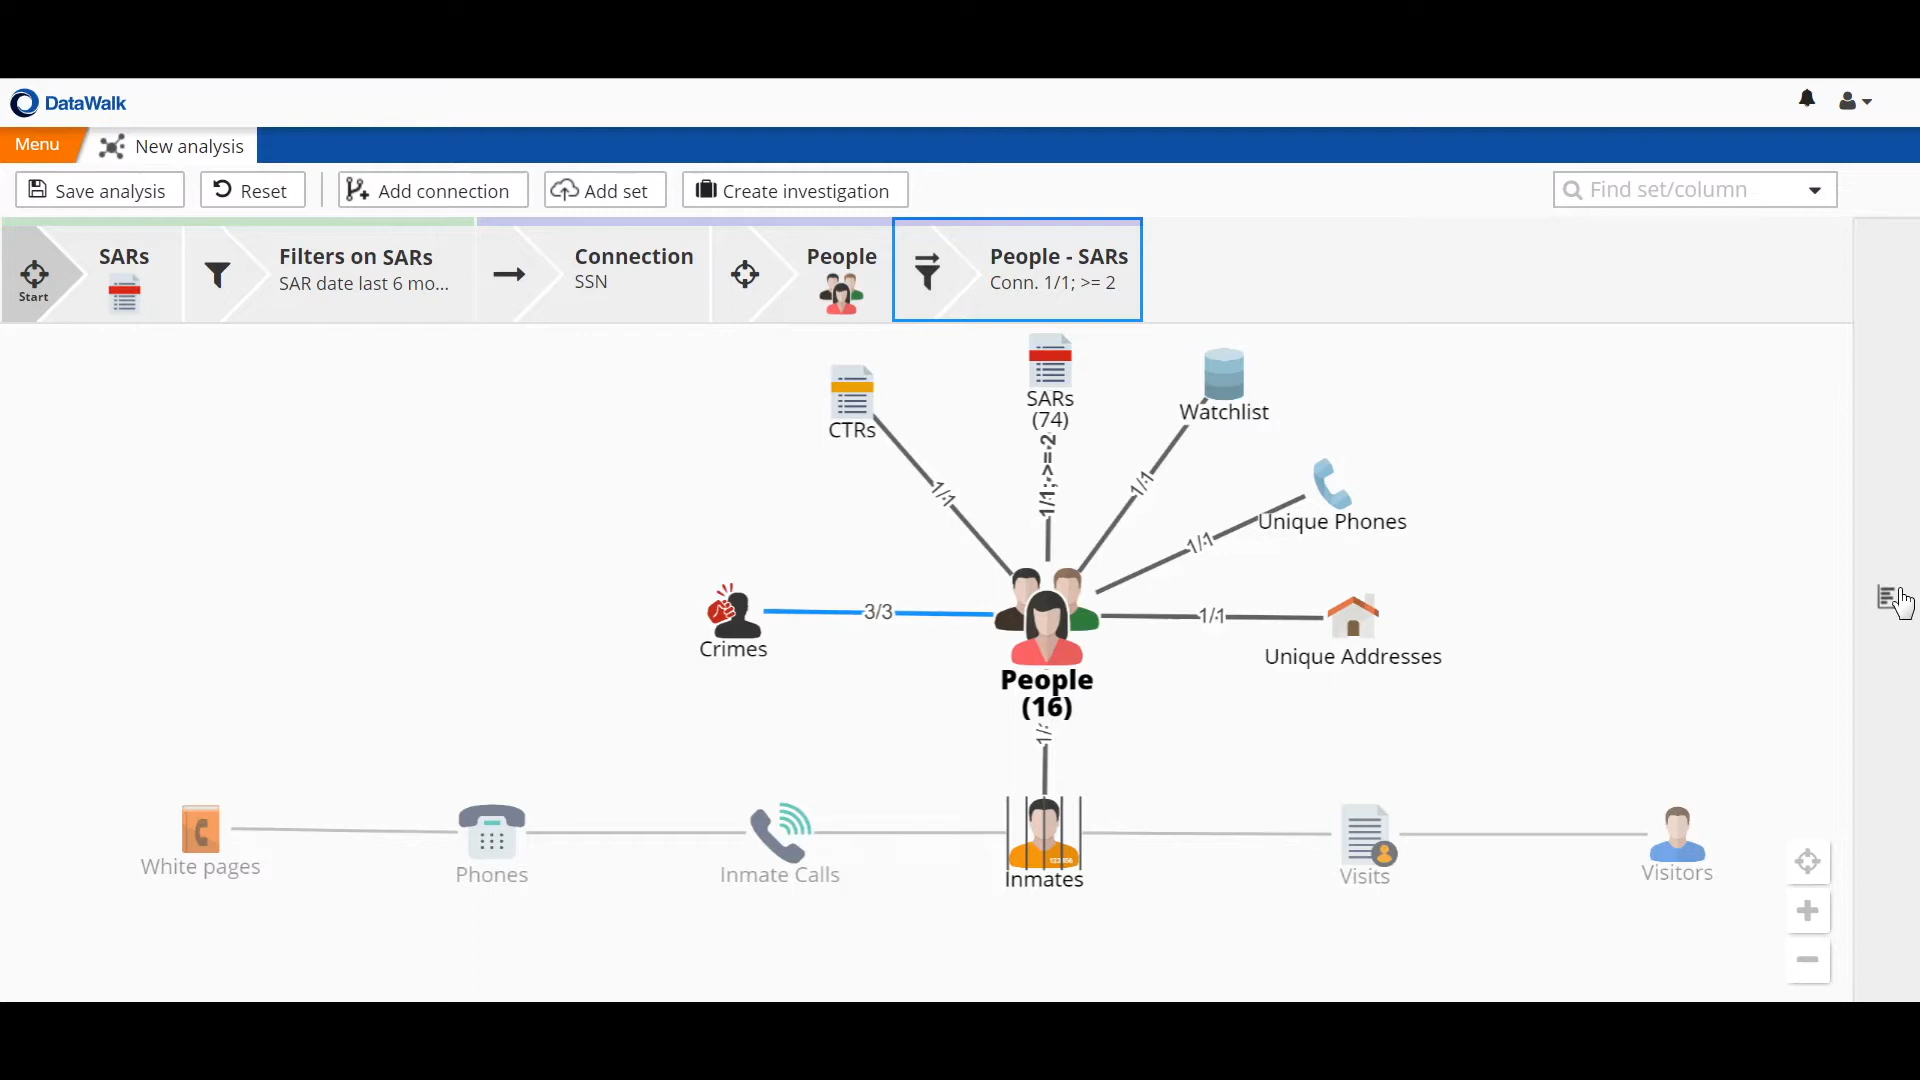 DataWalk
Menu
New analysis
Save analysis
Reset
Add connection
Add set
Create investigation
Find set/column
Start
SARs
Filters on SARs
SAR date last 6 mo...
Connection
SSN
People
People - SARs
Conn. 1/1; >= 2
SARs
(74)
CTRs
Watchlist
1/1; >= 2
1/1
1/1
Unique Phones
1/1
Crimes
3/3
1/1
Unique Addresses
People
(16)
White pages
Phones
Inmate Calls
123456
Inmates
Visits
Visitors